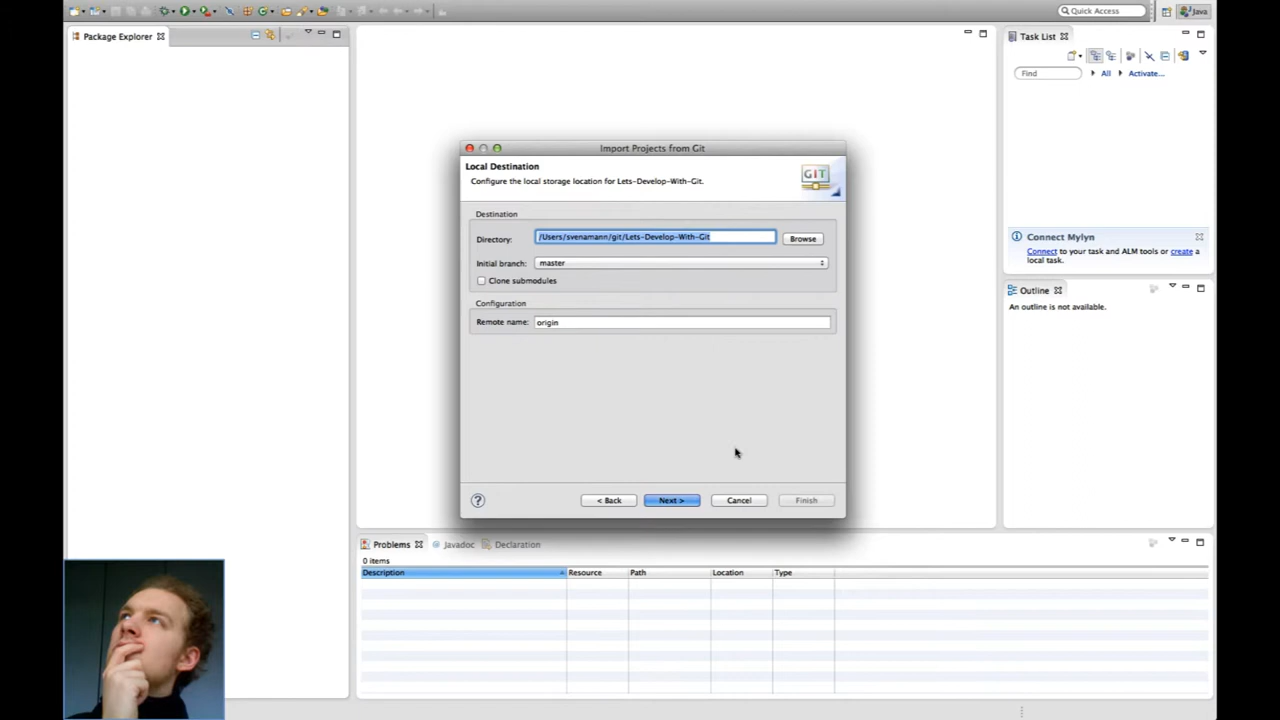 Quick Access
Java
Package Explorer
Task List
Find
All
Activate...
Import Projects from Git
Local Destination
Configure the local storage location for Lets-Develop-With-Git.
GIT
Destination
Directory:
/Users/svenamann/git/Lets-Develop-With-Git
Browse
Initial branch:
master
Clone submodules
Configuration
Remote name:
origin
?
< Back
Next >
Cancel
Finish
Connect Mylyn
Connect to your task and ALM tools or create a
local task.
Outline
An outline is not available.
Problems
@ Javadoc
Declaration
0 items
Description
Resource
Path
Location
Type